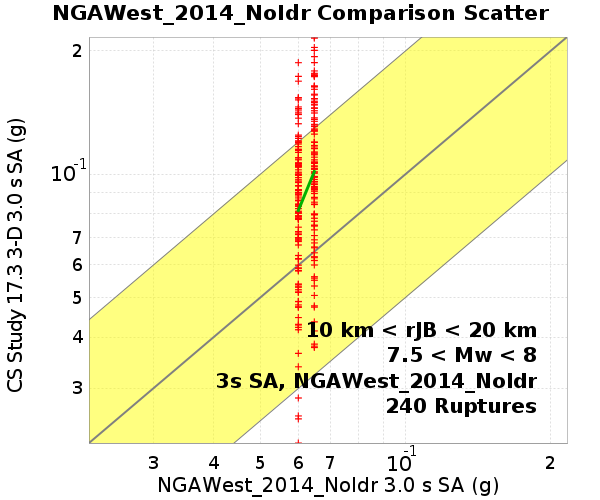 NGAWest_2014_NoIdr Comparison Scatter
CS Study 17.3 3-D 3.0 s SA (g)
2
10-1
7
6
5
4
3
10 km < rJB < 20 km
7.5 < Mw < 8
3s SA, NGAWest_2014_NoIdr
240 Ruptures
3 4 5 6 7 10-1 2
NGAWest_2014_NoIdr 3.0 s SA (g)